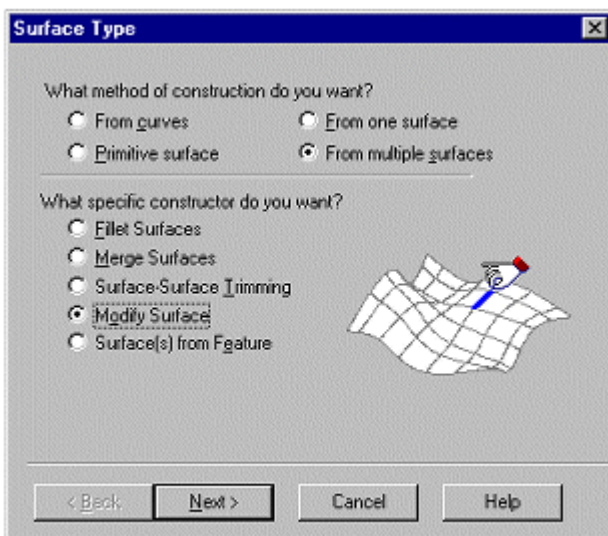 Surface Type
What method of construction do you want?
From curves From one surface
Primitive surface From multiple surfaces
What specific constructor do you want?
Fillet Surfaces
Merge Surfaces
Surface-Surface Trimming
Modify Surface
Surface(s) from Feature
< Back Next > Cancel Help